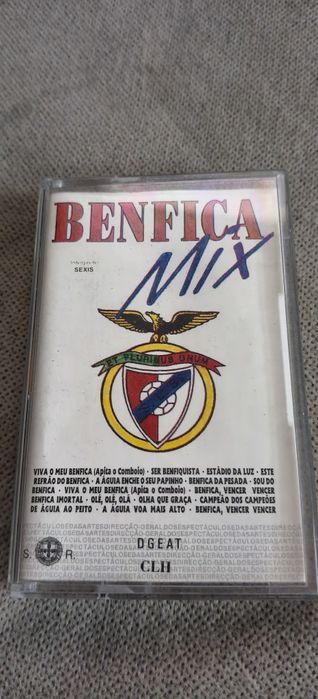 BENFICA
MIX
SEXIS
ET PLURIBUS UNUM
VIVA O MEU BENFICA (Apita o Comboio) · SER BENFIQUISTA · ESTÁDIO DA LUZ · ESTE
REFRÃO DO BENFICA · A ÁGUIA ENCHE O SEU PAPINHO · BENFICA DA PESADA · SOU DO
BENFICA · VIVA O MEU BENFICA (Apita o Comboio) · BENFICA, VENCER VENCER
BENFICA IMORTAL · OLÉ, OLÉ, OLÁ · OLHA QUE GRAÇA · CAMPEÃO DOS CAMPEÕES
DE ÁGUIA AO PEITO · A ÁGUIA VOA MAIS ALTO · BENFICA, VENCER VENCER
S. R.
DGEAT
CLH